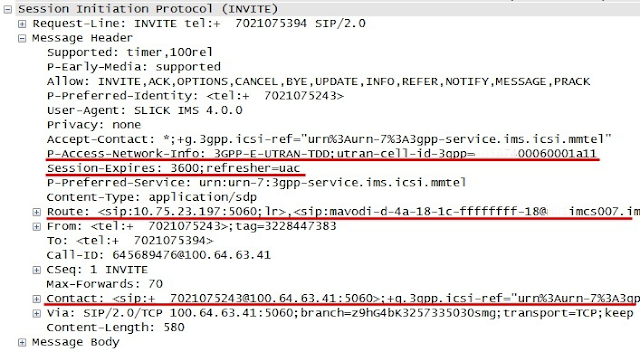 Session Initiation Protocol (INVITE)
Request-Line: INVITE tel:+ 7021075394 SIP/2.0
Message Header
Supported: timer,100rel
P-Early-Media: supported
Allow: INVITE,ACK,OPTIONS,CANCEL,BYE,UPDATE,INFO,REFER,NOTIFY,MESSAGE,PRACK
P-Preferred-Identity: <tel:+ 7021075243>
User-Agent: SLICK IMS 4.0.0
Privacy: none
Accept-Contact: *;+g.3gpp.icsi-ref="urn%3Aurn-7%3A3gpp-service.ims.icsi.mmtel"
P-Access-Network-Info: 3GPP-E-UTRAN-TDD;utran-cell-id-3gpp= 00060001a11
Session-Expires: 3600;refresher=uac
P-Preferred-Service: urn:urn-7:3gpp-service.ims.icsi.mmtel
Content-Type: application/sdp
Route: <sip:10.75.23.197:5060;lr>,<sip:mavodi-d-4a-18-1c-ffffffff-18@ imcs007.im
From: <tel:+ 7021075243>;tag=3228447383
To: <tel:+ 7021075394>
Call-ID: 645689476@100.64.63.41
CSeq: 1 INVITE
Max-Forwards: 70
Contact: <sip:+ 7021075243@100.64.63.41:5060>;+g.3gpp.icsi-ref="urn%3Aurn-7%3A3gp
Via: SIP/2.0/TCP 100.64.63.41:5060;branch=z9hG4bK3257335030smg;transport=TCP;keep
Content-Length: 580
Message Body